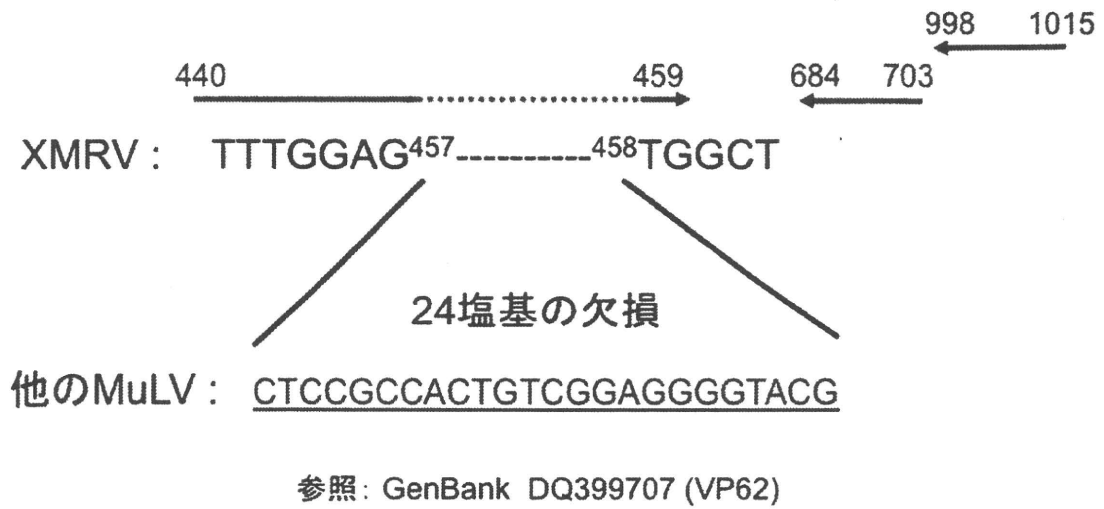 998 1015
440 459 684 703
XMRV : TTTGGAG457----------458TGGCT
24塩基の欠損
他のMuLV : CTCCGCCACTGTCGGAGGGGTACG
参照: GenBank DQ399707 (VP62)